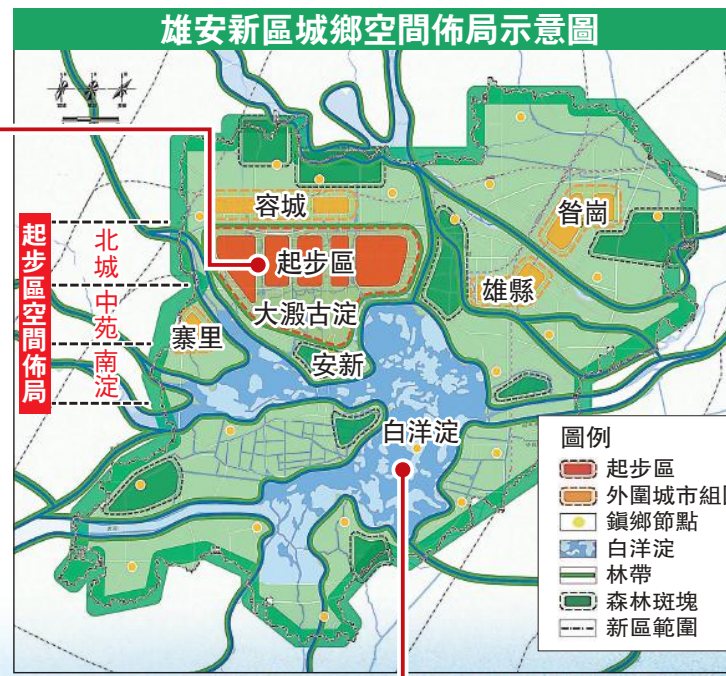 雄安新區城鄉空間佈局示意圖
容城
昝崗
起步區
雄縣
大溵古淀
寨里
安新
白洋淀
起步區空間佈局
北城
中苑
南淀
圖例
起步區
外圍城市組
鎮鄉節點
白洋淀
林帶
森林斑塊
新區範圍